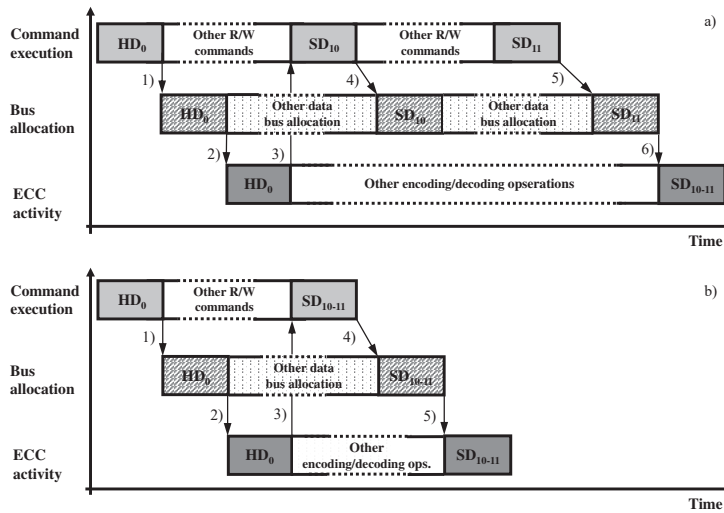 a)
Command
execution
HD0
Other R/W
commands
SD10
Other R/W
commands
SD11
1)
4)
5)
Bus
allocation
HD0
Other data
bus allocation
SD10
Other data
bus allocation
SD11
2)
3)
6)
ECC
activity
HD0
Other encoding/decoding opserations
SD10-11
Time
b)
Command
execution
HD0
Other R/W
commands
SD10-11
1)
4)
Bus
allocation
HD0
Other data
bus allocation
SD10-11
2)
3)
5)
ECC
activity
HD0
Other
encoding/decoding ops.
SD10-11
Time